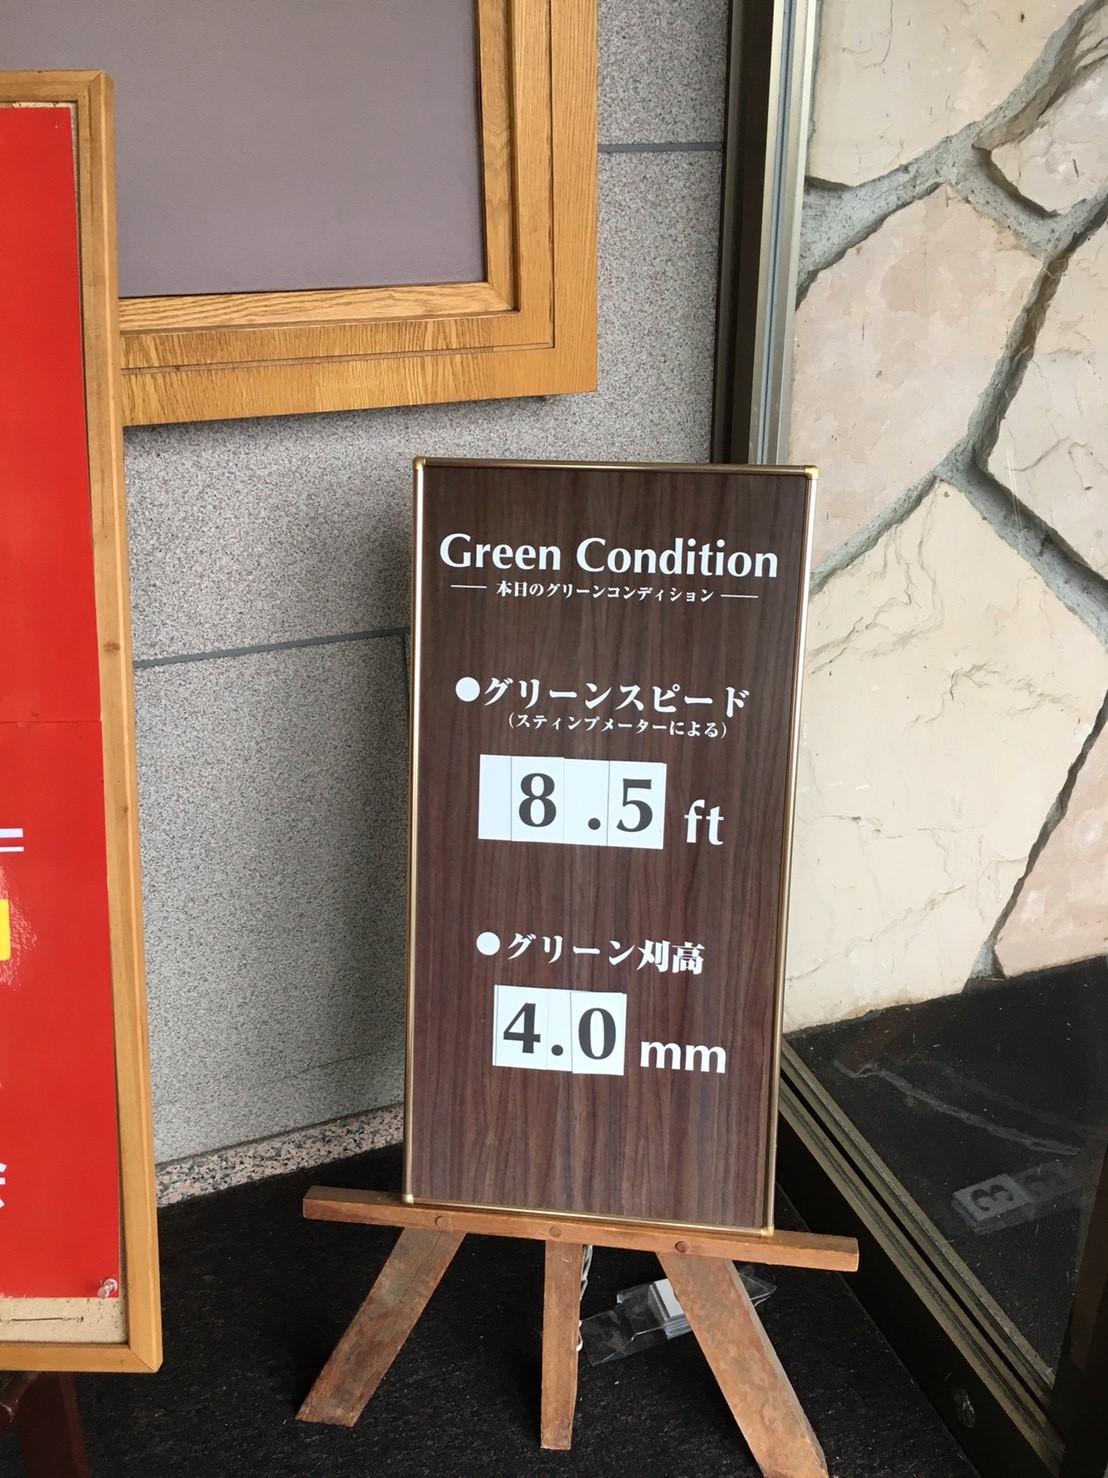 Green Condition
本日のグリーンコンディション
●グリーンスピード
(スティンプメーターによる)
8.5 ft
●グリーン刈高
4.0 mm